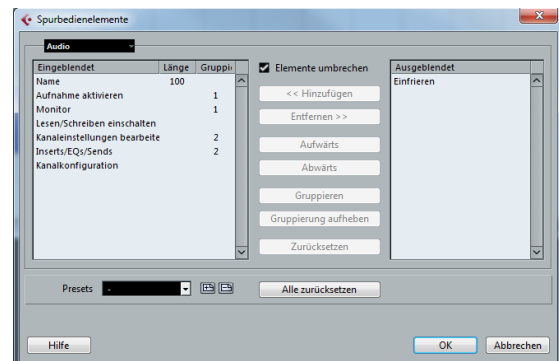 Spurbedienelemente
Audio
Eingeblendet Länge Gruppi
Name 100
Aufnahme aktivieren 1
Monitor 1
Lesen/Schreiben einschalten
Kanaleinstellungen bearbeite 2
Inserts/EQs/Sends 2
Kanalkonfiguration
Elemente umbrechen
<< Hinzufügen
Entfernen >>
Aufwärts
Abwärts
Gruppieren
Gruppierung aufheben
Zurücksetzen
Ausgeblendet
Einfrieren
Presets -
Alle zurücksetzen
Hilfe
OK
Abbrechen